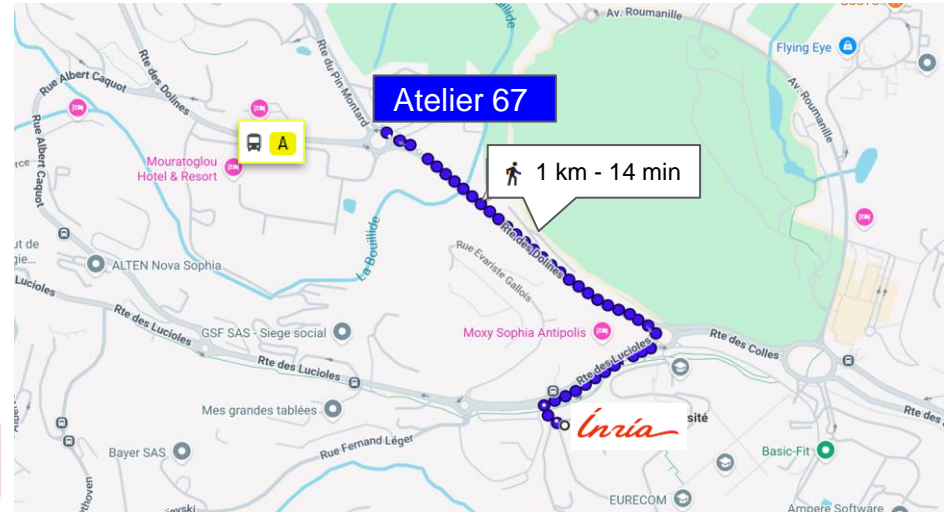 Av. Roumanille
Flying Eye
Rte du Pin Montard
Rte des Dolines
Rue Albert Caquot
Atelier 67
Av. Roumanille
A
Mouratoglou
Hotel & Resort
1 km - 14 min
Rue Albert Caquot
La Bouillide
Rte des Dolines
Rue Evariste Gallois
ALTEN Nova Sophia
Lucioles
Rte des Lucioles
GSF SAS - Siege social
Moxy Sophia Antipolis
Rte des Colles
Rte des Lucioles
Rte des Lucioles
Mes grandes tablées
Inria
Rte des
Rue Fernand Léger
Bayer SAS
Basic-Fit
EURECOM
Ampere Software